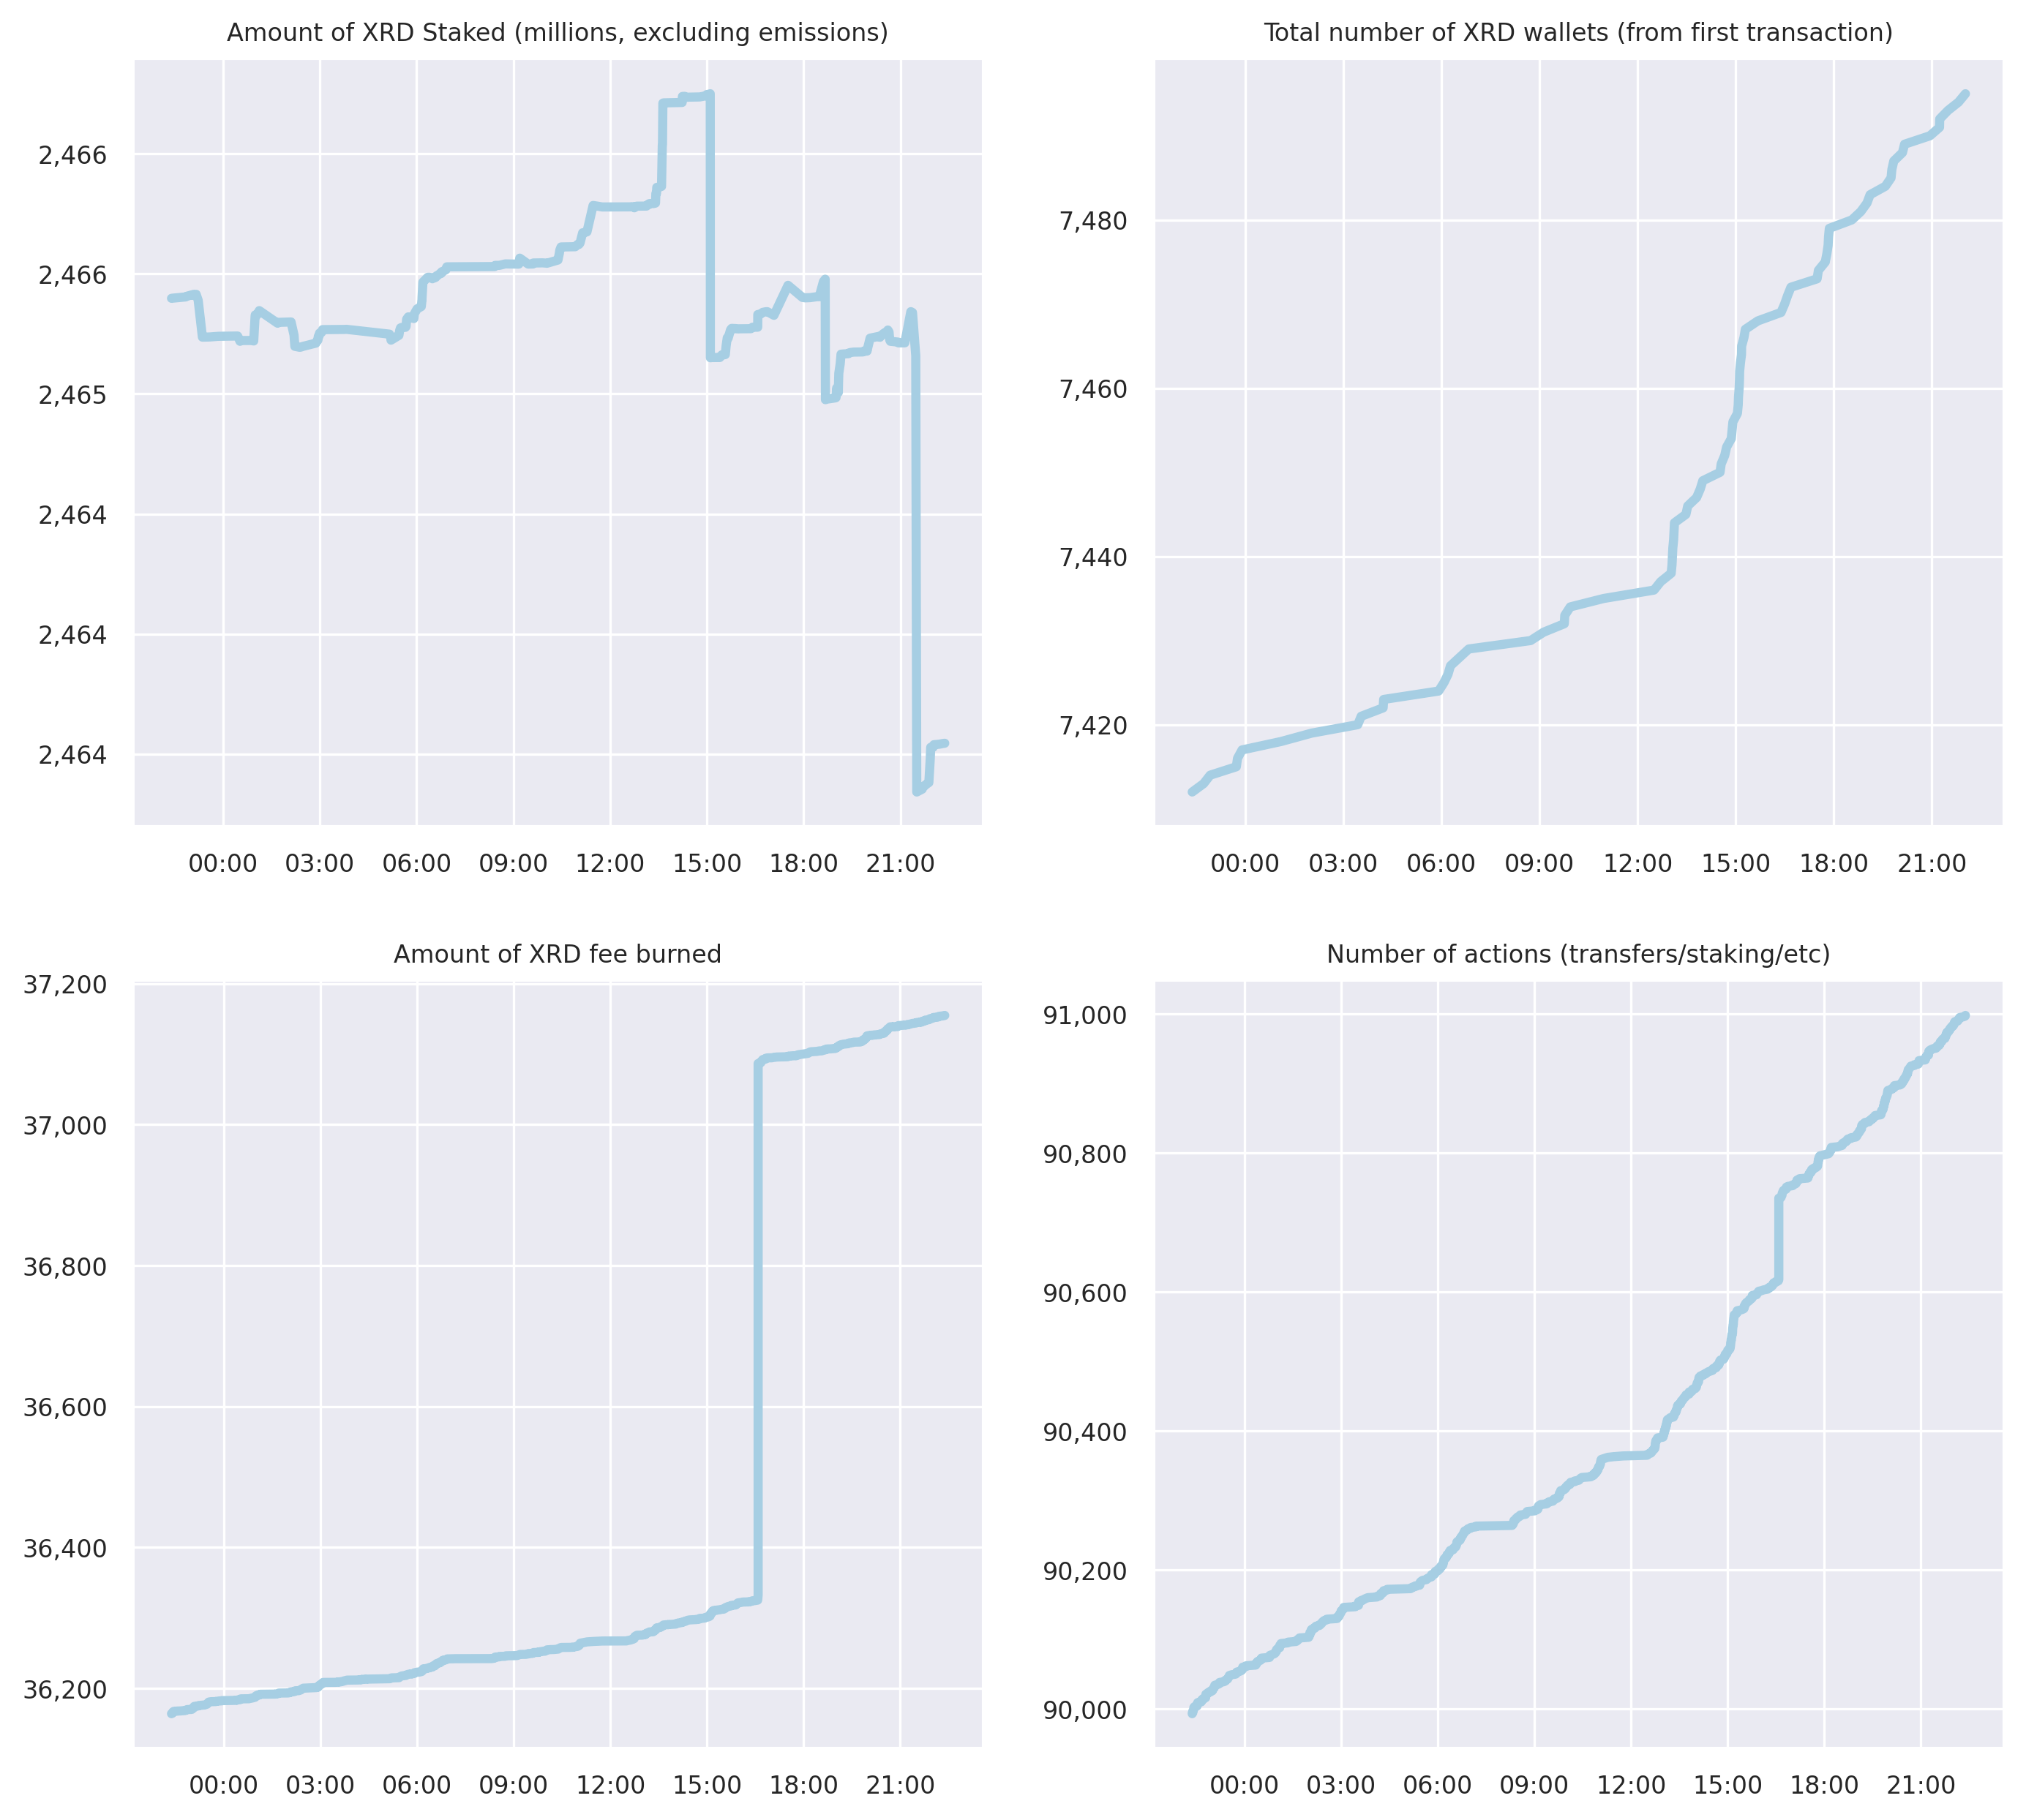 Amount of XRD Staked (millions, excluding emissions)
2,466
2,466
2,465
2,464
2,464
2,464
00:00 03:00 06:00 09:00 12:00 15:00 18:00 21:00
Total number of XRD wallets (from first transaction)
7,480
7,460
7,440
7,420
00:00 03:00 06:00 09:00 12:00 15:00 18:00 21:00
Amount of XRD fee burned
37,200
37,000
36,800
36,600
36,400
36,200
00:00 03:00 06:00 09:00 12:00 15:00 18:00 21:00
Number of actions (transfers/staking/etc)
91,000
90,800
90,600
90,400
90,200
90,000
00:00 03:00 06:00 09:00 12:00 15:00 18:00 21:00